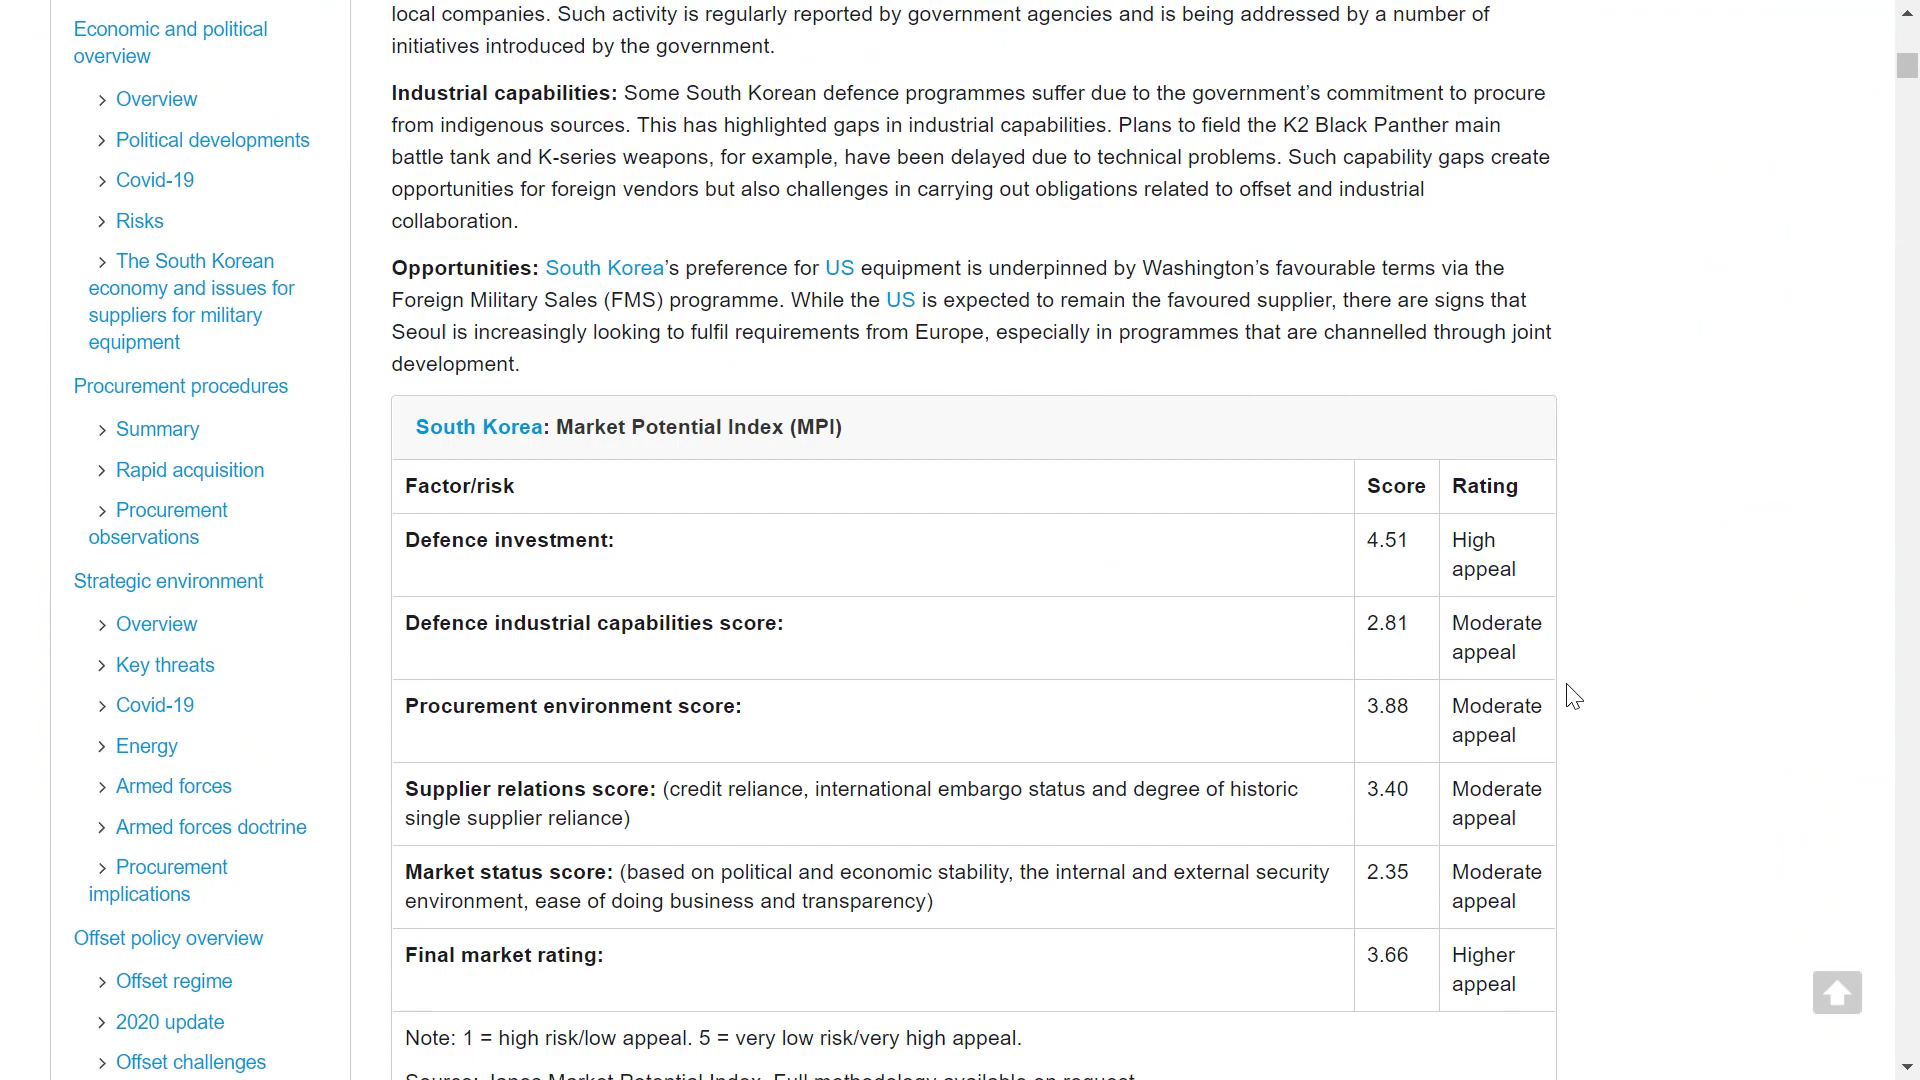 Economic and political
overview
Overview
Political developments
Covid-19
Risks
The South Korean
economy and issues for
suppliers for military
equipment
Procurement procedures
Summary
Rapid acquisition
Procurement
observations
Strategic environment
Overview
Key threats
Covid-19
Energy
Armed forces
Armed forces doctrine
Procurement
implications
Offset policy overview
Offset regime
2020 update
Offset challenges
local companies. Such activity is regularly reported by government agencies and is being addressed by a number of
initiatives introduced by the government.
Industrial capabilities: Some South Korean defence programmes suffer due to the government’s commitment to procure
from indigenous sources. This has highlighted gaps in industrial capabilities. Plans to field the K2 Black Panther main
battle tank and K-series weapons, for example, have been delayed due to technical problems. Such capability gaps create
opportunities for foreign vendors but also challenges in carrying out obligations related to offset and industrial
collaboration.
Opportunities: South Korea’s preference for US equipment is underpinned by Washington’s favourable terms via the
Foreign Military Sales (FMS) programme. While the US is expected to remain the favoured supplier, there are signs that
Seoul is increasingly looking to fulfil requirements from Europe, especially in programmes that are channelled through joint
development.
South Korea: Market Potential Index (MPI)
Factor/risk Score Rating
Defence investment: 4.51 High
appeal
Defence industrial capabilities score: 2.81 Moderate
appeal
Procurement environment score: 3.88 Moderate
appeal
Supplier relations score: (credit reliance, international embargo status and degree of historic 3.40 Moderate
single supplier reliance) appeal
Market status score: (based on political and economic stability, the internal and external security 2.35 Moderate
environment, ease of doing business and transparency) appeal
Final market rating: 3.66 Higher
appeal
Note: 1 = high risk/low appeal. 5 = very low risk/very high appeal.
Source: Janes Market Potential Index. Full methodology available on request